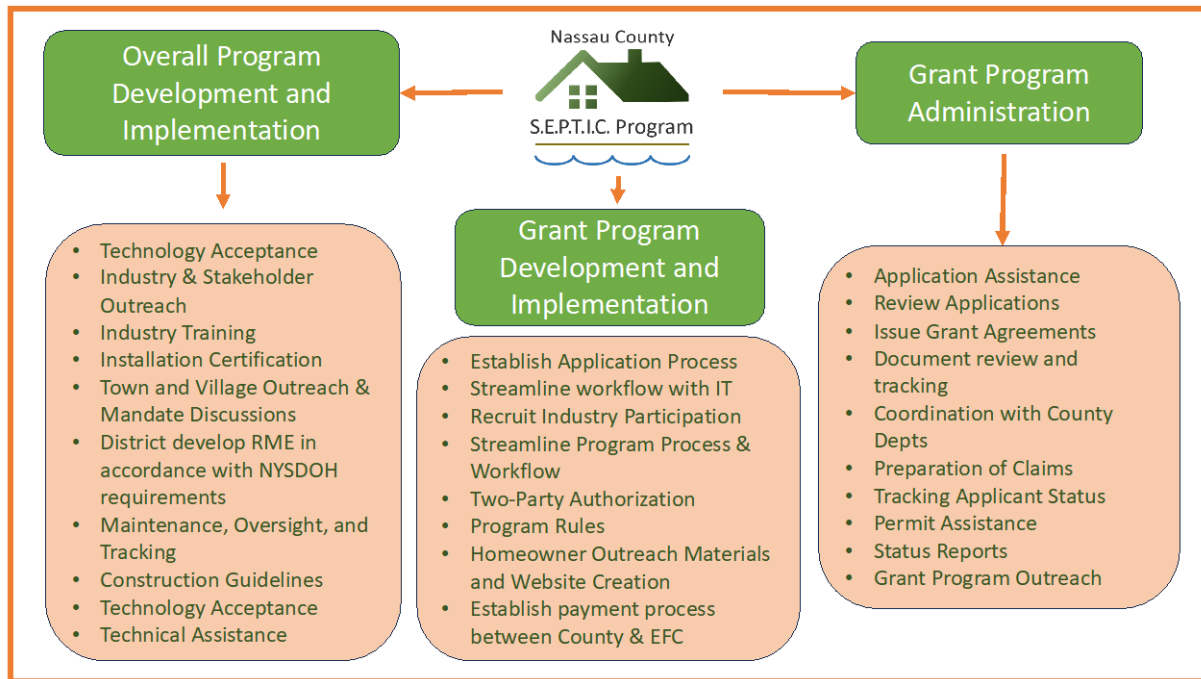 Nassau County
S.E.P.T.I.C. Program
Overall Program
Development and
Implementation
• Technology Acceptance
• Industry & Stakeholder
Outreach
• Industry Training
• Installation Certification
• Town and Village Outreach &
Mandate Discussions
• District develop RME in
accordance with NYSDOH
requirements
• Maintenance, Oversight, and
Tracking
• Construction Guidelines
• Technology Acceptance
• Technical Assistance
Grant Program
Development and
Implementation
• Establish Application Process
• Streamline workflow with IT
• Recruit Industry Participation
• Streamline Program Process &
Workflow
• Two-Party Authorization
• Program Rules
• Homeowner Outreach Materials
and Website Creation
• Establish payment process
between County & EFC
Grant Program
Administration
• Application Assistance
• Review Applications
• Issue Grant Agreements
• Document review and
tracking
• Coordination with County
Depts
• Preparation of Claims
• Tracking Applicant Status
• Permit Assistance
• Status Reports
• Grant Program Outreach